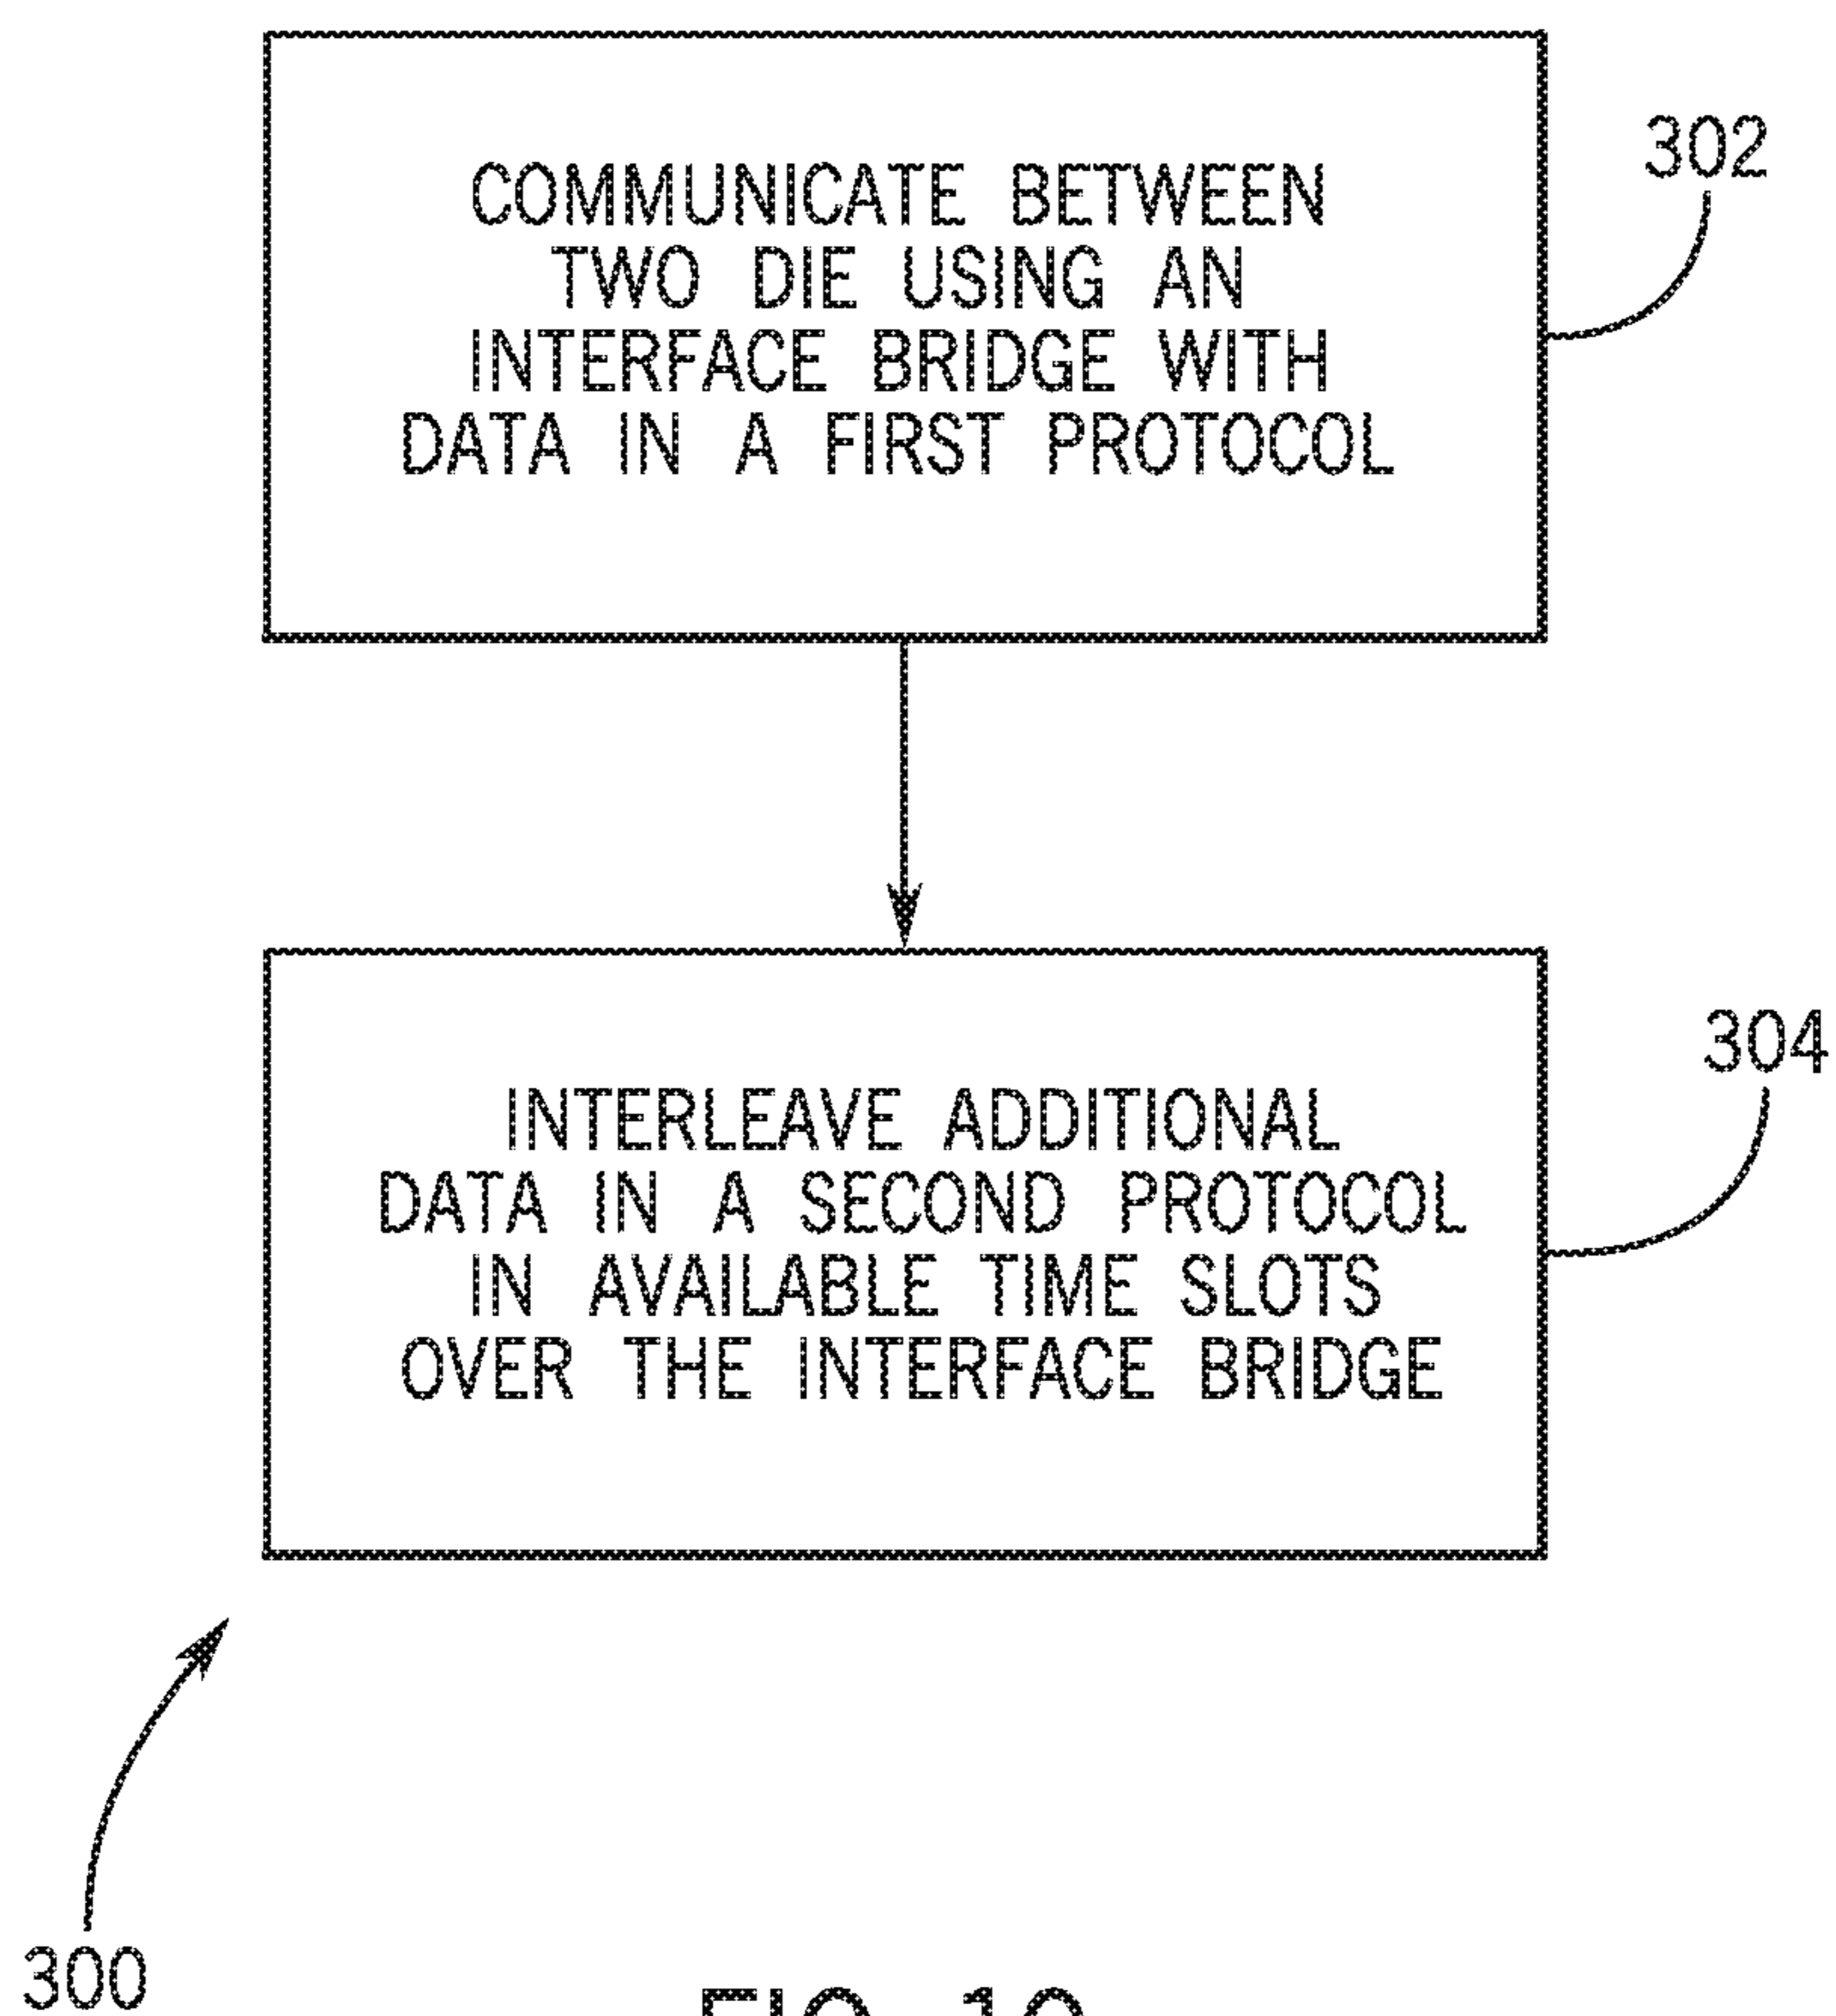 COMMUNICATE BETWEEN
TWO DIE USING AN
INTERFACE BRIDGE WITH
DATA IN A FIRST PROTOCOL
302
INTERLEAVE ADDITIONAL
DATA IN A SECOND PROTOCOL
IN AVAILABLE TIME SLOTS
OVER THE INTERFACE BRIDGE
304
300